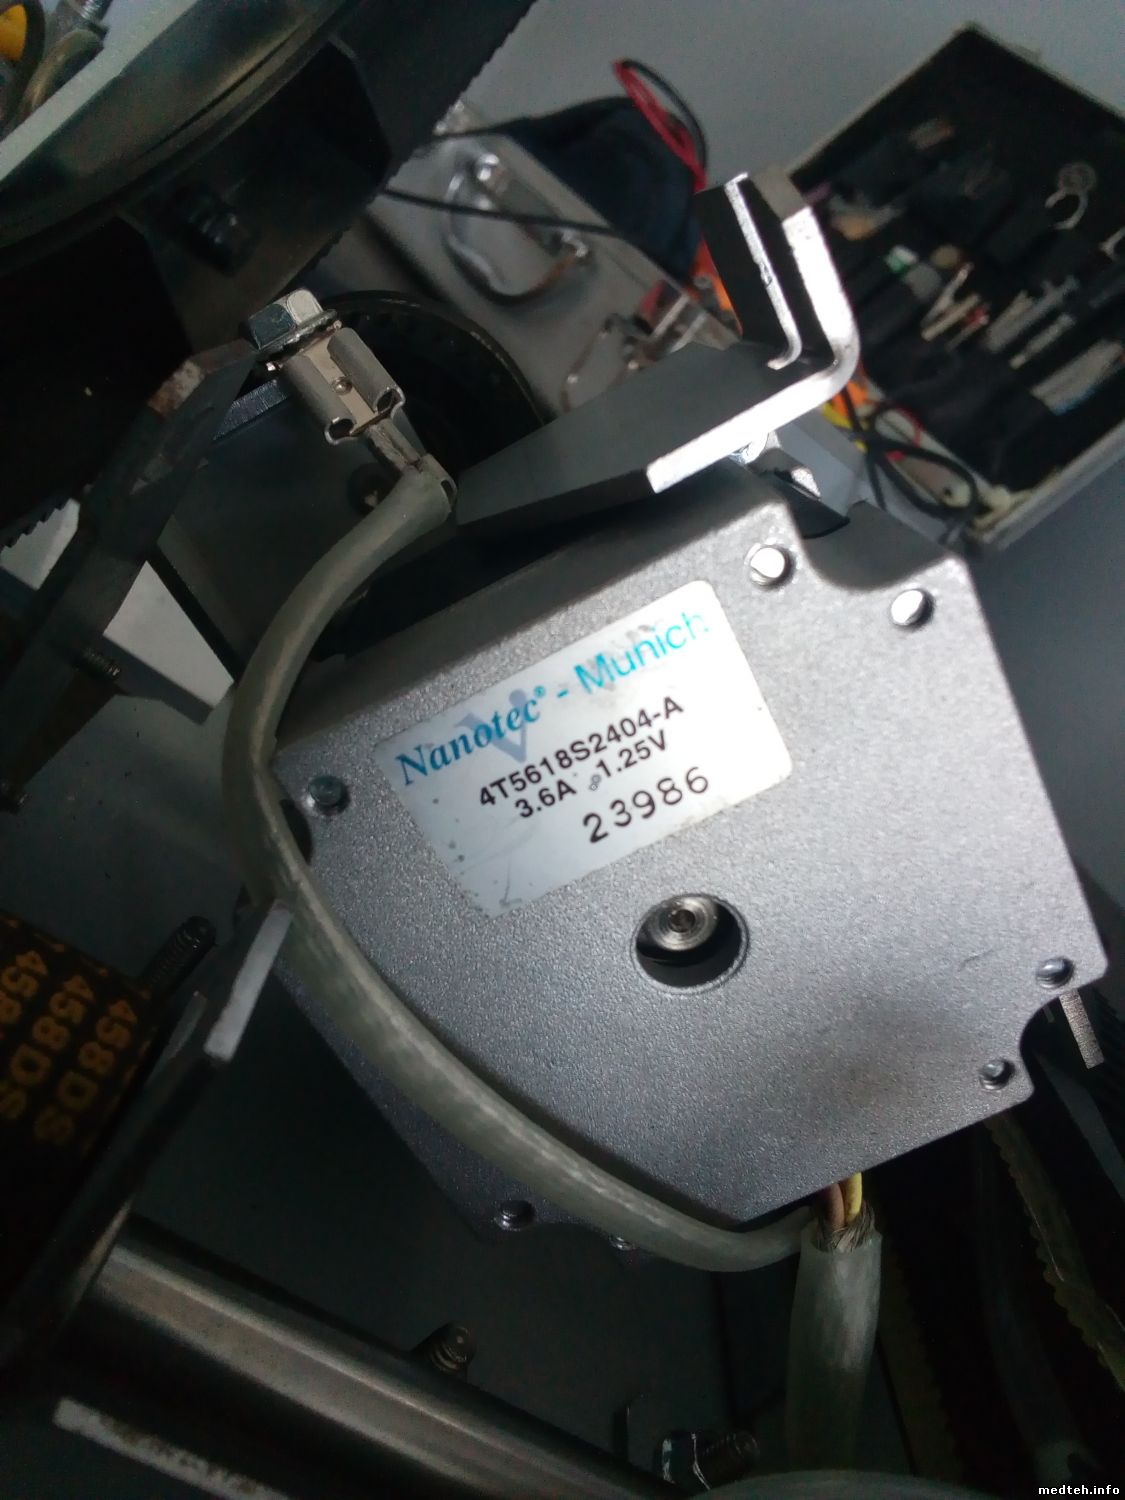 Nanotec® - Munich
4T5618S2404-A
3.6A 1.25V
23986
458DS
458DS
medteh.info